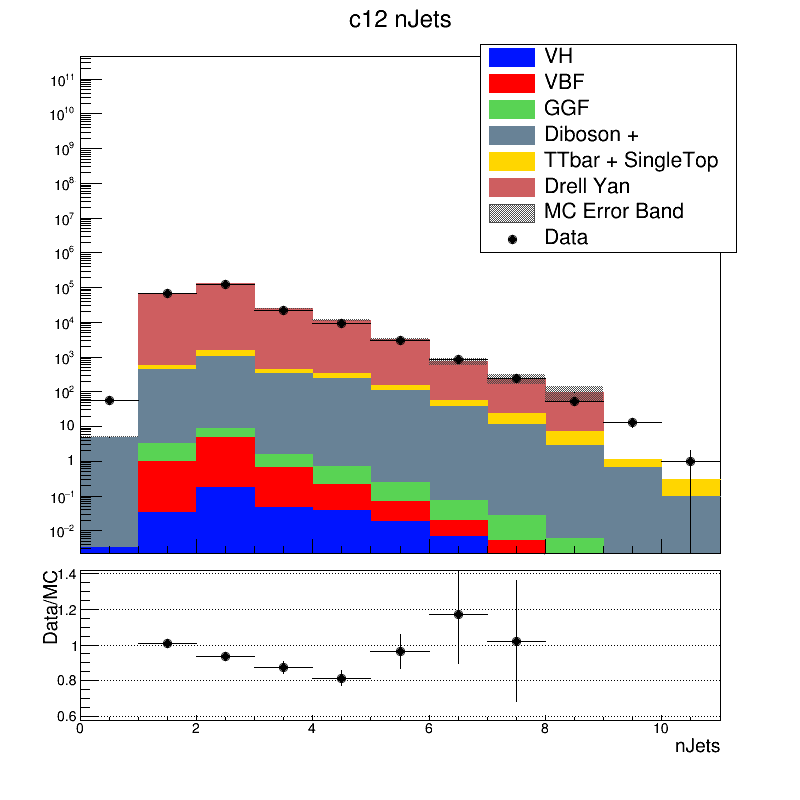 c12 nJets
VH
VBF
GGF
Diboson +
TTbar + SingleTop
Drell Yan
MC Error Band
Data
10¹¹
10¹⁰
10⁹
10⁸
10⁷
10⁶
10⁵
10⁴
10³
10²
10
1
10⁻¹
10⁻²
Data/MC
1.4
1.2
1
0.8
0.6
0 2 4 6 8 10
nJets